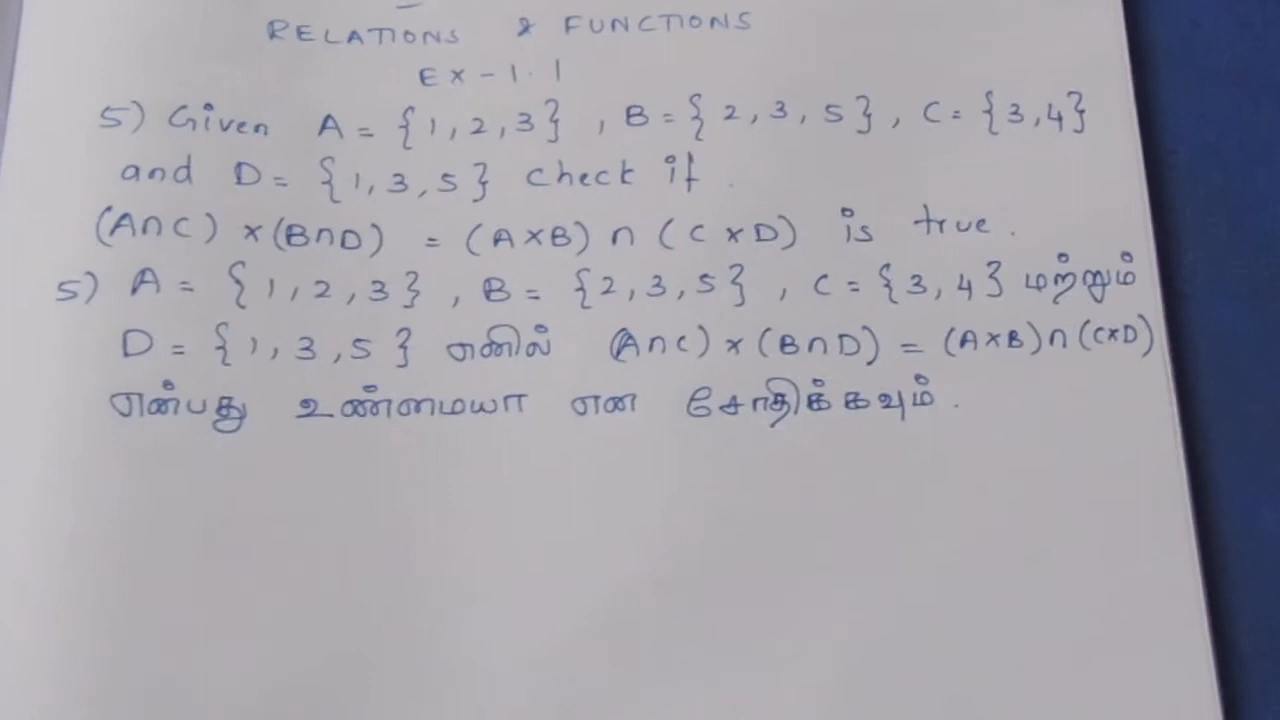 RELATIONS & FUNCTIONS
EX - 1.1
5) Given A = {1, 2, 3} , B = {2, 3, 5} , C = {3, 4}
and D = {1, 3, 5} check if
(A∩C) × (B∩D) = (A×B) ∩ (C×D) is true.
5) A = {1, 2, 3} , B = {2, 3, 5} , C = {3, 4} மற்றும்
D = {1, 3, 5} எனில் (A∩C) × (B∩D) = (A×B)∩(C×D)
என்பது உண்மையா என சோதிக்கவும்.